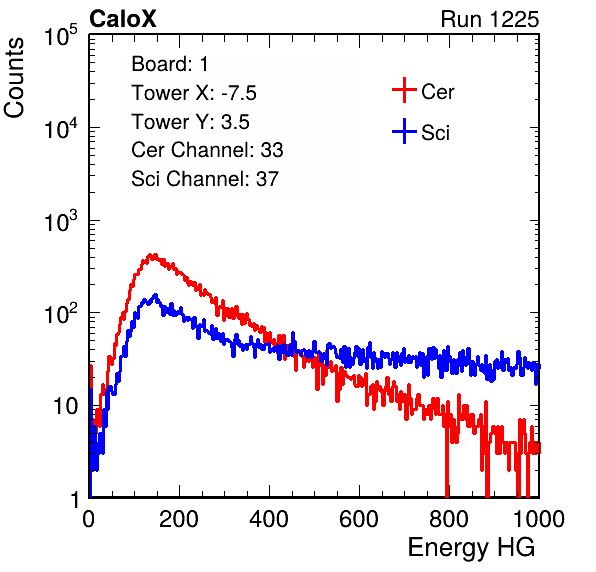 CaloX Run 1225
Counts
Board: 1
Tower X: -7.5
Tower Y: 3.5
Cer Channel: 33
Sci Channel: 37
Cer
Sci
10^5
10^4
10^3
10^2
10
1
0 200 400 600 800 1000
Energy HG